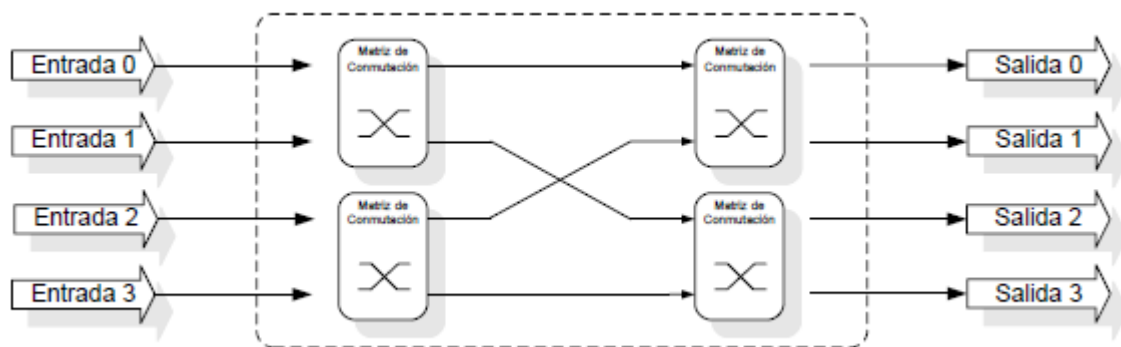 Entrada 0
Matriz de
Conmutación
Matriz de
Conmutación
Salida 0
Entrada 1
Salida 1
Entrada 2
Matriz de
Conmutación
Matriz de
Conmutación
Salida 2
Entrada 3
Salida 3